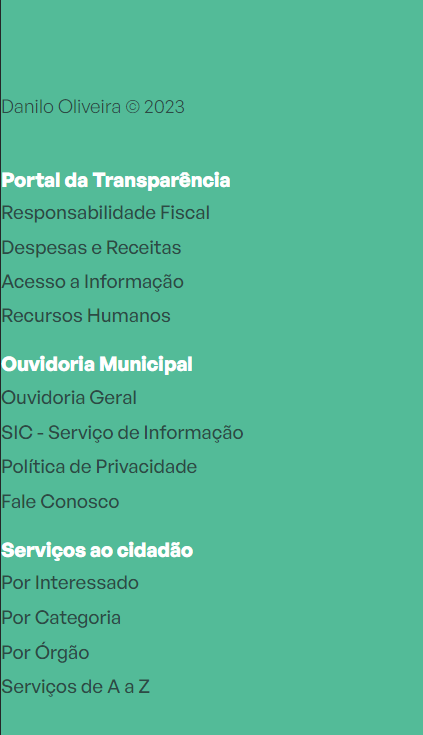 Danilo Oliveira © 2023
Portal da Transparência
Responsabilidade Fiscal
Despesas e Receitas
Acesso a Informação
Recursos Humanos
Ouvidoria Municipal
Ouvidoria Geral
SIC - Serviço de Informação
Política de Privacidade
Fale Conosco
Serviços ao cidadão
Por Interessado
Por Categoria
Por Órgão
Serviços de A a Z